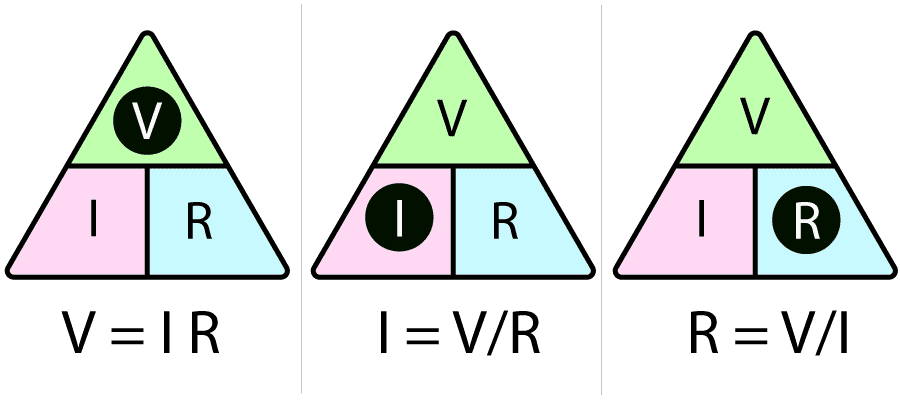 V
I R
V = I R
V
I R
I = V/R
V
I R
R = V/I